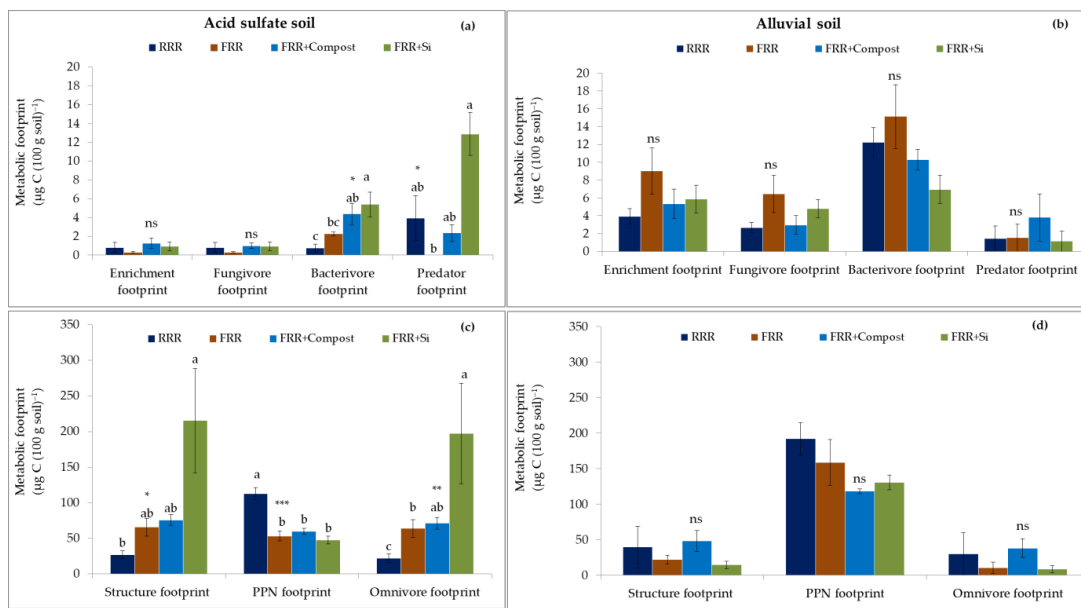 Acid sulfate soil
(a)
RRR FRR FRR+Compost FRR+Si
Metabolic footprint
(µg C (100 g soil)⁻¹)
20
18
16
14
12
10
8
6
4
2
0
ns
ns
*
c bc ab a
*
ab b ab a
Enrichment footprint
Fungivore footprint
Bacterivore footprint
Predator footprint
Alluvial soil
(b)
RRR FRR FRR+Compost FRR+Si
Metabolic footprint
(µg C (100 g soil)⁻¹)
20
18
16
14
12
10
8
6
4
2
0
ns
ns
ns
ns
Enrichment footprint Fungivore footprint Bacterivore footprint Predator footprint
(c)
RRR FRR FRR+Compost FRR+Si
Metabolic footprint
(µg C (100 g soil)⁻¹)
350
300
250
200
150
100
50
0
*
b ab ab a
***
a b b b
**
c b ab a
Structure footprint PPN footprint Omnivore footprint
(d)
RRR FRR FRR+Compost FRR+Si
Metabolic footprint
(µg C (100 g soil)⁻¹)
350
300
250
200
150
100
50
0
ns
ns
ns
Structure footprint PPN footprint Omnivore footprint